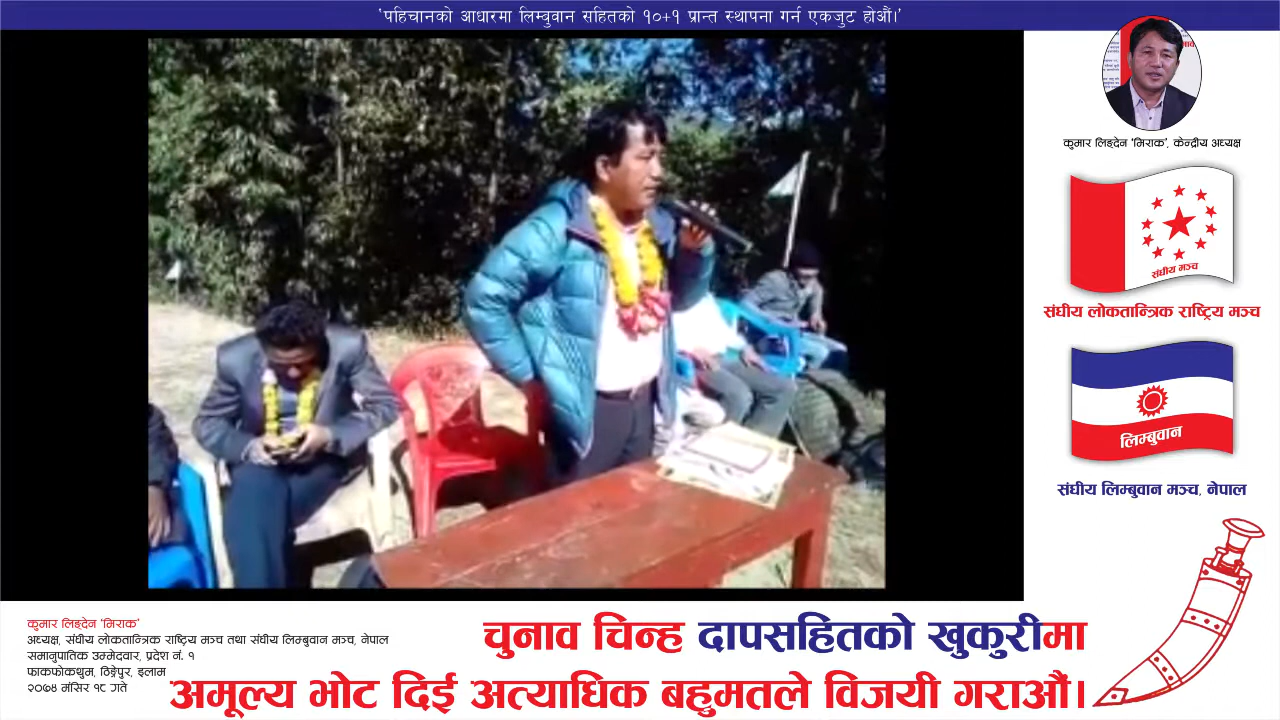 'पहिचानको आधारमा लिम्बुवान सहितको १०+१ प्रान्त स्थापना गर्न एकजुट होऔं।'
कुमार लिङ्देन 'मिराक', केन्द्रीय अध्यक्ष
संघीय मञ्च
संघीय लोकतान्त्रिक राष्ट्रिय मञ्च
लिम्बुवान
संघीय लिम्बुवान मञ्च, नेपाल
कुमार लिङ्देन 'मिराक'
अध्यक्ष, संघीय लोकतान्त्रिक राष्ट्रिय मञ्च तथा संघीय लिम्बुवान मञ्च, नेपाल
समानुपातिक उम्मेदवार, प्रदेश नं. १
फाकफोकथुम, ठिङ्गेपुर, इलाम
२०७४ मंसिर १८ गते
चुनाव चिन्ह दापसहितको खुकुरीमा
अमूल्य भोट दिई अत्याधिक बहुमतले विजयी गराऔं।